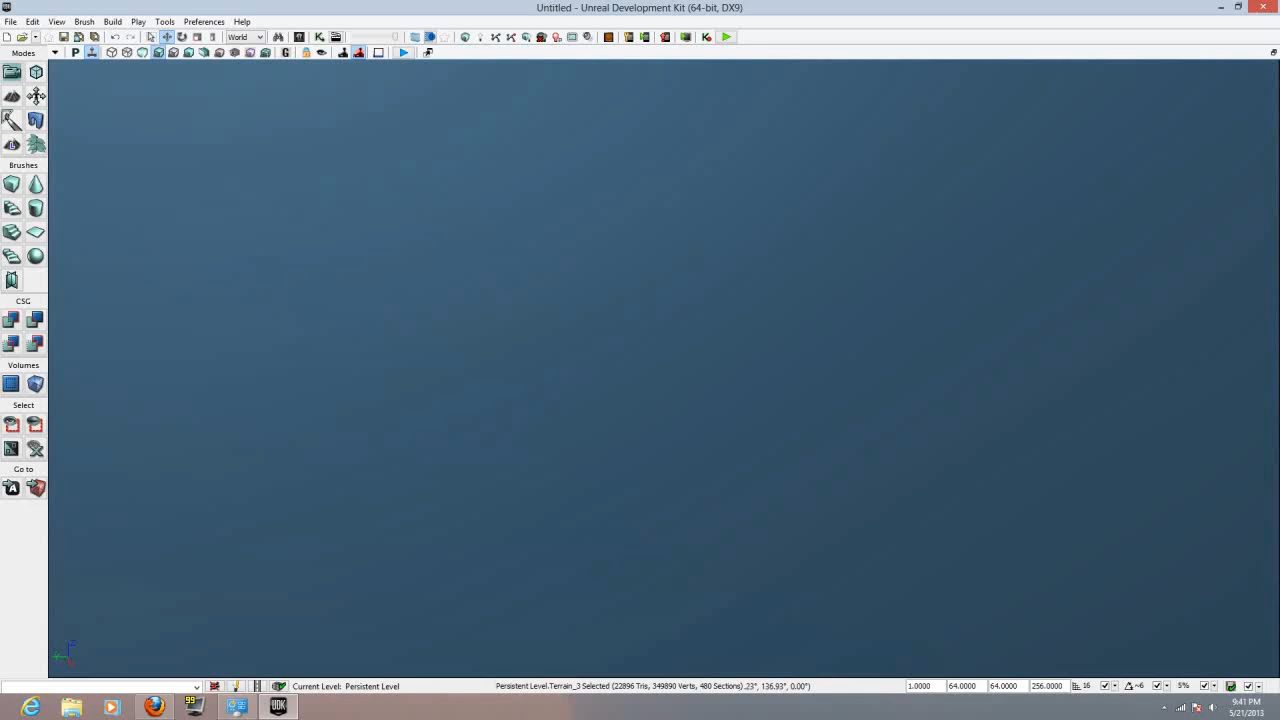 Untitled - Unreal Development Kit (64-bit, DX9)
File Edit View Brush Build Play Tools Preferences Help
World
Modes
P
G
Brushes
CSG
Volumes
Select
Go to
Current Level: Persistent Level
Persistent Level.Terrain_3 Selected (22896 Tris, 349890 Verts, 480 Sections).23°, 136.93°, 0.00°)
1.0000 64.0000 64.0000 256.0000 16 ~6 5%
99
UDK
9:41 PM
5/21/2013